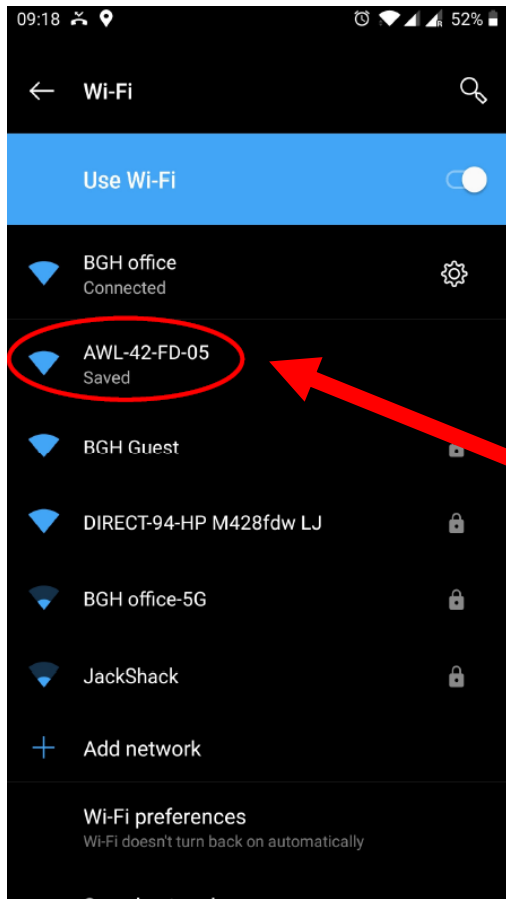 09:18 52%
Wi-Fi
Use Wi-Fi
BGH office
Connected
AWL-42-FD-05
Saved
BGH Guest
DIRECT-94-HP M428fdw LJ
BGH office-5G
JackShack
Add network
Wi-Fi preferences
Wi-Fi doesn't turn back on automatically